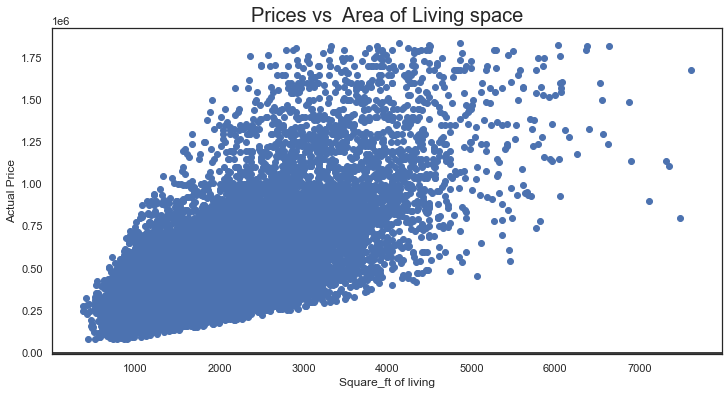 Prices vs  Area of Living space
1e6
1.75
1.50
1.25
1.00
0.75
0.50
0.25
0.00
Actual Price
1000 2000 3000 4000 5000 6000 7000
Square_ft of living